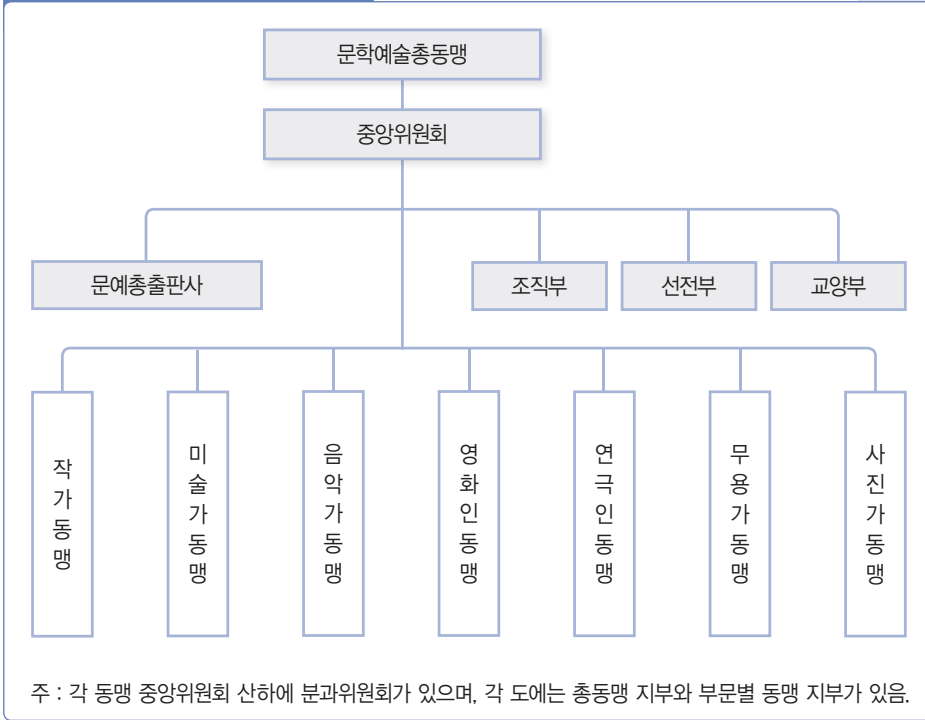 문학예술총동맹
중앙위원회
문예총출판사
조직부
선전부
교양부
작가동맹
미술가동맹
음악가동맹
영화인동맹
연극인동맹
무용가동맹
사진가동맹
주 : 각 동맹 중앙위원회 산하에 분과위원회가 있으며, 각 도에는 총동맹 지부와 부문별 동맹 지부가 있음.